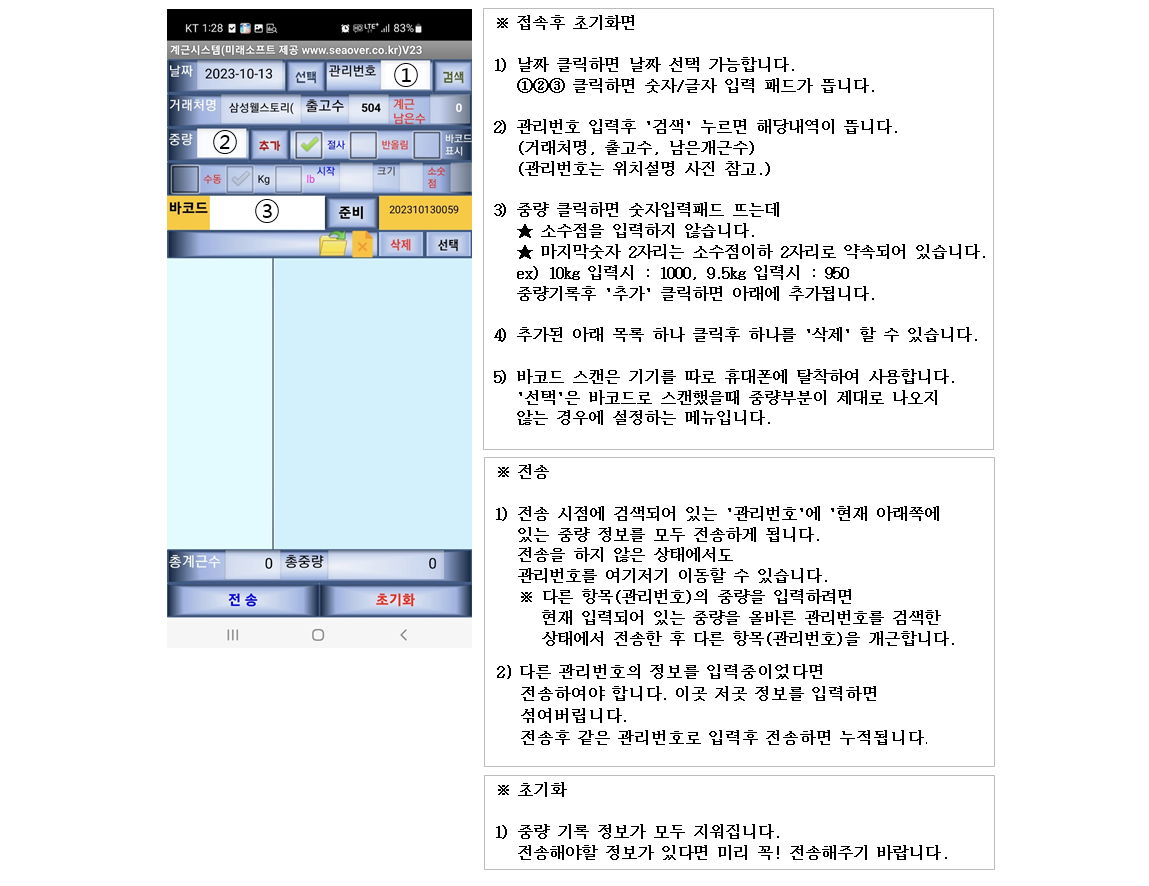 KT 1:28
LTE+ 83%
계근시스템(미래소프트 제공 www.seaover.co.kr)V23
날짜 2023-10-13 선택 관리번호 ① 검색
거래처명 삼성웰스토리( 출고수 504 계근 남은수 0
중량 ② 추가 절사 반올림 바코드 표시
수동 Kg lb 시작 크기 소숫점
바코드 ③ 준비 202310130059
삭제 선택
총계근수 0 총중량 0
전 송 초기화
※ 접속후 초기화면
1) 날짜 클릭하면 날짜 선택 가능합니다.
①②③ 클릭하면 숫자/글자 입력 패드가 뜹니다.
2) 관리번호 입력후 '검색' 누르면 해당내역이 뜹니다.
(거래처명, 출고수, 남은개근수)
(관리번호는 위치설명 사진 참고.)
3) 중량 클릭하면 숫자입력패드 뜨는데
★ 소수점을 입력하지 않습니다.
★ 마지막숫자 2자리는 소수점이하 2자리로 약속되어 있습니다.
ex) 10kg 입력시 : 1000, 9.5kg 입력시 : 950
중량기록후 '추가' 클릭하면 아래에 추가됩니다.
4) 추가된 아래 목록 하나 클릭후 하나를 '삭제' 할 수 있습니다.
5) 바코드 스캔은 기기를 따로 휴대폰에 탈착하여 사용합니다.
'선택'은 바코드로 스캔했을때 중량부분이 제대로 나오지
않는 경우에 설정하는 메뉴입니다.
※ 전송
1) 전송 시점에 검색되어 있는 '관리번호'에 '현재 아래쪽에
있는 중량 정보를 모두 전송하게 됩니다.
전송을 하지 않은 상태에서도
관리번호를 여기저기 이동할 수 있습니다.
※ 다른 항목(관리번호)의 중량을 입력하려면
현재 입력되어 있는 중량을 올바른 관리번호를 검색한
상태에서 전송한 후 다른 항목(관리번호)을 개근합니다.
2) 다른 관리번호의 정보를 입력중이었다면
전송하여야 합니다. 이곳 저곳 정보를 입력하면
섞여버립니다.
전송후 같은 관리번호로 입력후 전송하면 누적됩니다.
※ 초기화
1) 중량 기록 정보가 모두 지워집니다.
전송해야할 정보가 있다면 미리 꼭! 전송해주기 바랍니다.